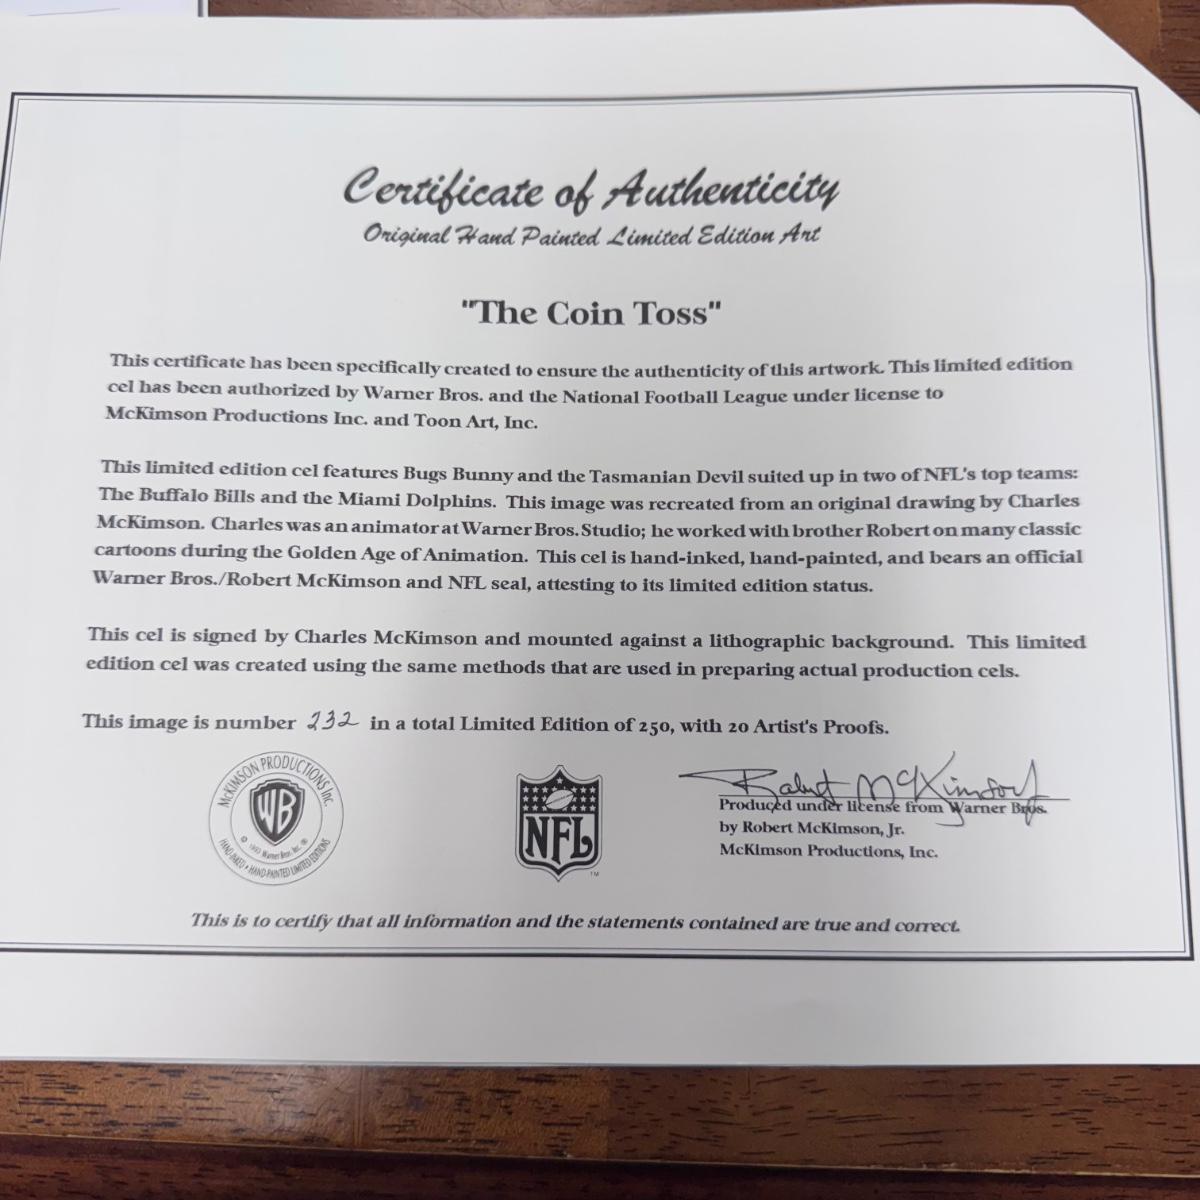 Certificate of Authenticity
Original Hand Painted Limited Edition Art
"The Coin Toss"
This certificate has been specifically created to ensure the authenticity of this artwork. This limited edition
cel has been authorized by Warner Bros. and the National Football League under license to
McKimson Productions Inc. and Toon Art, Inc.
This limited edition cel features Bugs Bunny and the Tasmanian Devil suited up in two of NFL's top teams:
The Buffalo Bills and the Miami Dolphins. This image was recreated from an original drawing by Charles
McKimson. Charles was an animator at Warner Bros. Studio; he worked with brother Robert on many classic
cartoons during the Golden Age of Animation. This cel is hand-inked, hand-painted, and bears an official
Warner Bros./Robert McKimson and NFL seal, attesting to its limited edition status.
This cel is signed by Charles McKimson and mounted against a lithographic background. This limited
edition cel was created using the same methods that are used in preparing actual production cels.
This image is number 232 in a total Limited Edition of 250, with 20 Artist's Proofs.
McKIMSON PRODUCTIONS Inc.
WB
Warner Bros. Inc.
HAND-INKED • HAND-PAINTED LIMITED EDITIONS
NFL
TM
Robert McKimson
Produced under license from Warner Bros.
by Robert McKimson, Jr.
McKimson Productions, Inc.
This is to certify that all information and the statements contained are true and correct.